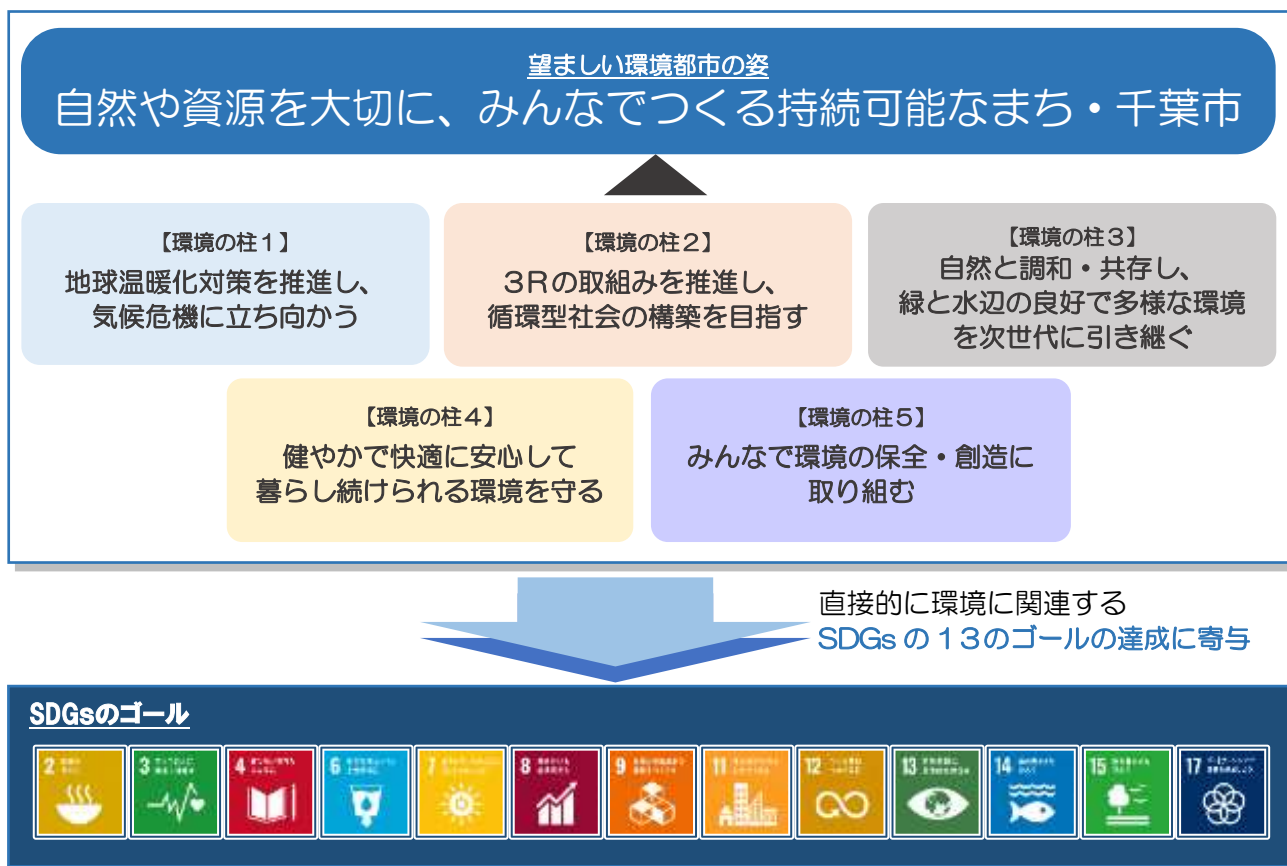 望ましい環境都市の姿
自然や資源を大切に、みんなでつくる持続可能なまち・千葉市
【環境の柱１】
地球温暖化対策を推進し、
気候危機に立ち向かう
【環境の柱２】
３Ｒの取組みを推進し、
循環型社会の構築を目指す
【環境の柱３】
自然と調和・共存し、
緑と水辺の良好で多様な環境
を次世代に引き継ぐ
【環境の柱４】
健やかで快適に安心して
暮らし続けられる環境を守る
【環境の柱５】
みんなで環境の保全・創造に
取り組む
直接的に環境に関連する
SDGs の１３のゴールの達成に寄与
SDGsのゴール
2
3
4
6
7
8
9
11
12
13
14
15
17